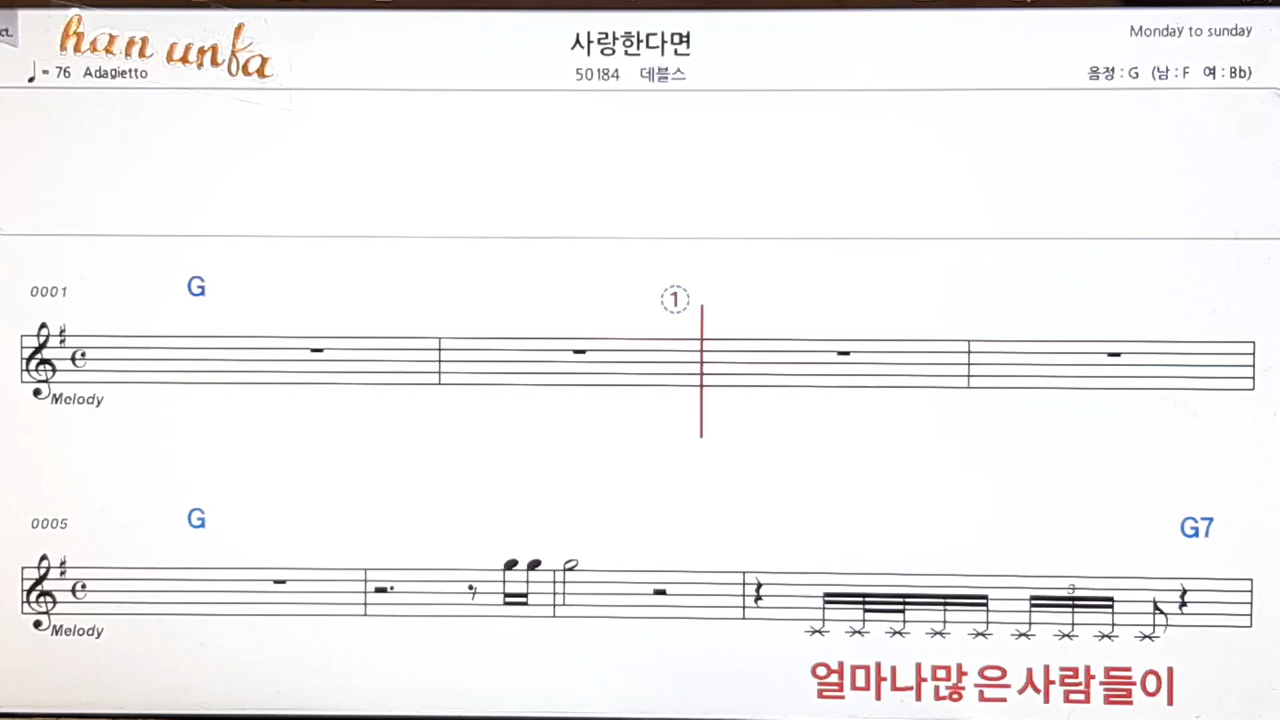 ct.
han unfa
♩= 76 Adagietto
사랑한다면
50184 데블스
Monday to sunday
음정 : G (남 : F 여 : Bb)
0001
G
1
Melody
0005
G
G7
3
Melody
얼마나많은사람들이